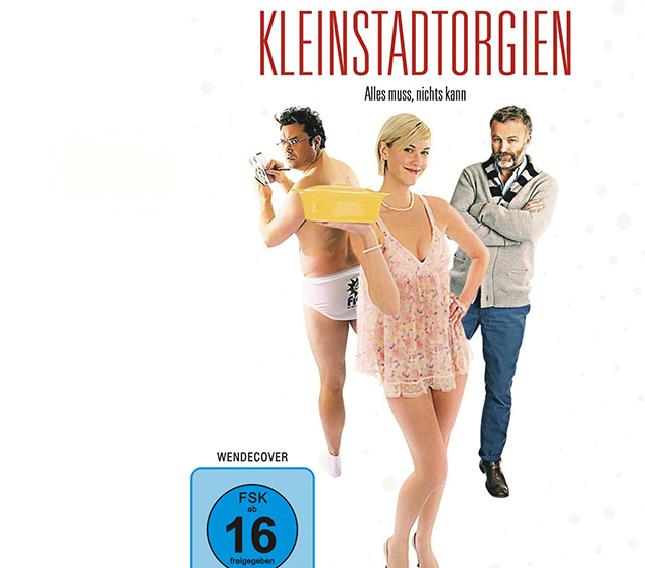 KLEINSTADTORGIEN
Alles muss, nichts kann
WENDECOVER
FSK
ab
16
freigegeben